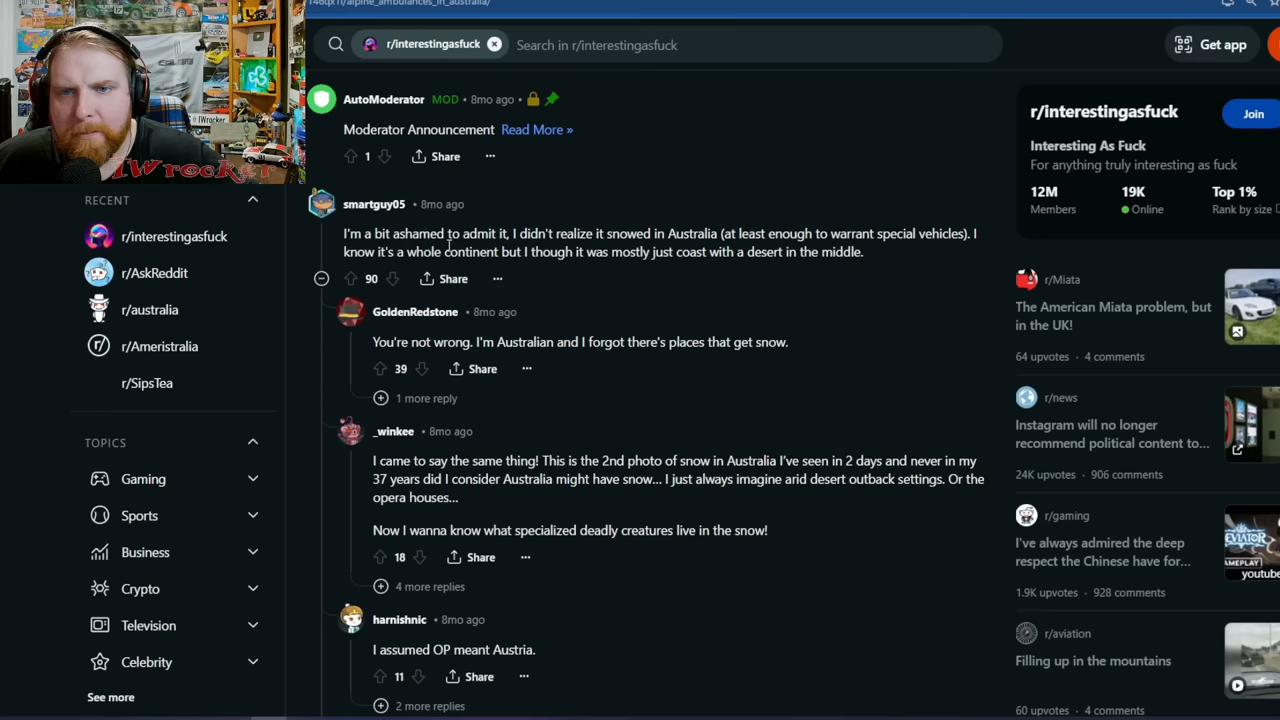 146qx1l/alpine_ambulances_in_australia/
r/interestingasfuck
Search in r/interestingasfuck
Get app
IWrocker
RECENT
r/interestingasfuck
r/AskReddit
r/australia
r/Ameristralia
r/SipsTea
TOPICS
Gaming
Sports
Business
Crypto
Television
Celebrity
See more
AutoModerator MOD • 8mo ago •
Moderator Announcement Read More »
1 Share
smartguy05 • 8mo ago
I'm a bit ashamed to admit it, I didn't realize it snowed in Australia (at least enough to warrant special vehicles). I
know it's a whole continent but I though it was mostly just coast with a desert in the middle.
90 Share
GoldenRedstone • 8mo ago
You're not wrong. I'm Australian and I forgot there's places that get snow.
39 Share
1 more reply
_winkee • 8mo ago
I came to say the same thing! This is the 2nd photo of snow in Australia I've seen in 2 days and never in my
37 years did I consider Australia might have snow... I just always imagine arid desert outback settings. Or the
opera houses...
Now I wanna know what specialized deadly creatures live in the snow!
18 Share
4 more replies
harnishnic • 8mo ago
I assumed OP meant Austria.
11 Share
2 more replies
r/interestingasfuck
Join
Interesting As Fuck
For anything truly interesting as fuck
12M 19K Top 1%
Members Online Rank by size
r/Miata
The American Miata problem, but
in the UK!
64 upvotes • 4 comments
r/news
Instagram will no longer
recommend political content to...
24K upvotes • 906 comments
r/gaming
I've always admired the deep
respect the Chinese have for...
1.9K upvotes • 928 comments
EVIATOR
GAMEPLAY
youtube
r/aviation
Filling up in the mountains
60 upvotes • 4 comments